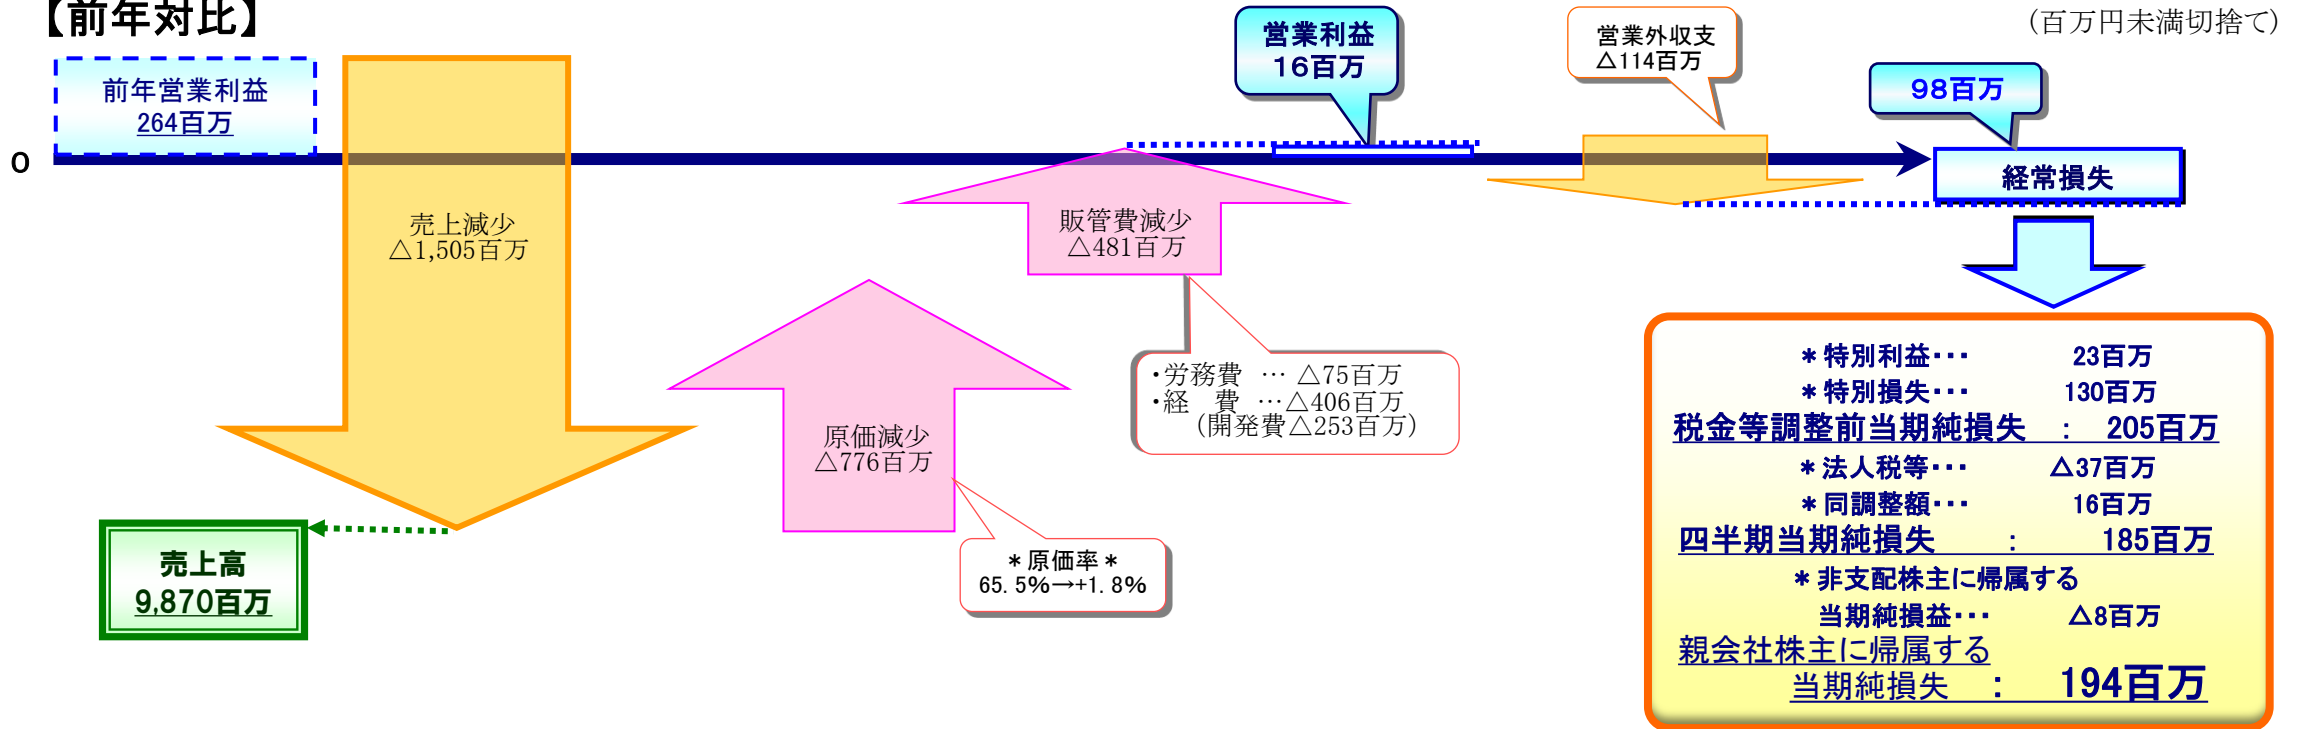 【前年対比】
(百万円未満切捨て)
前年営業利益
264百万
営業利益
16百万
営業外収支
△114百万
98百万
0
経常損失
売上減少
△1,505百万
販管費減少
△481百万
・労務費 … △75百万
・経 費 …△406百万
(開発費△253百万)
原価減少
△776百万
*原価率*
65.5%→+1.8%
売上高
9,870百万
*特別利益・・・ 23百万
*特別損失・・・ 130百万
税金等調整前当期純損失 : 205百万
*法人税等・・・ △37百万
*同調整額・・・ 16百万
四半期当期純損失 : 185百万
*非支配株主に帰属する
当期純損益・・・ △8百万
親会社株主に帰属する
当期純損失 : 194百万